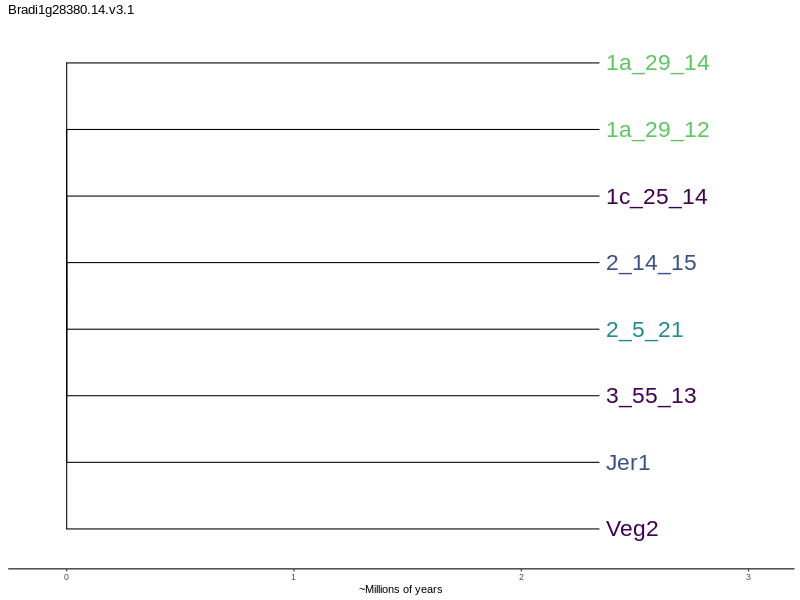 Bradi1g28380.14.v3.1
1a_29_14
1a_29_12
1c_25_14
2_14_15
2_5_21
3_55_13
Jer1
Veg2
0 1 2 3
~Millions of years